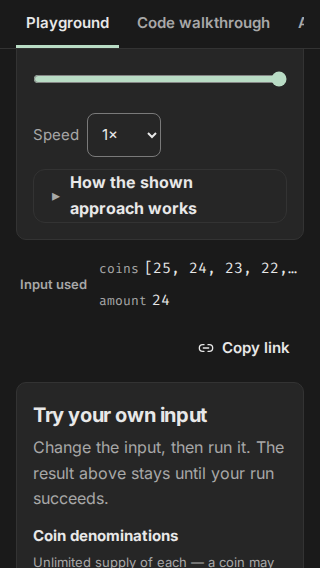 Playground Code walkthrough
Speed 1×
▸ How the shown
approach works
Input used
coins [25, 24, 23, 22,…
amount 24
Copy link
Try your own input
Change the input, then run it. The
result above stays until your run
succeeds.
Coin denominations
Unlimited supply of each — a coin may